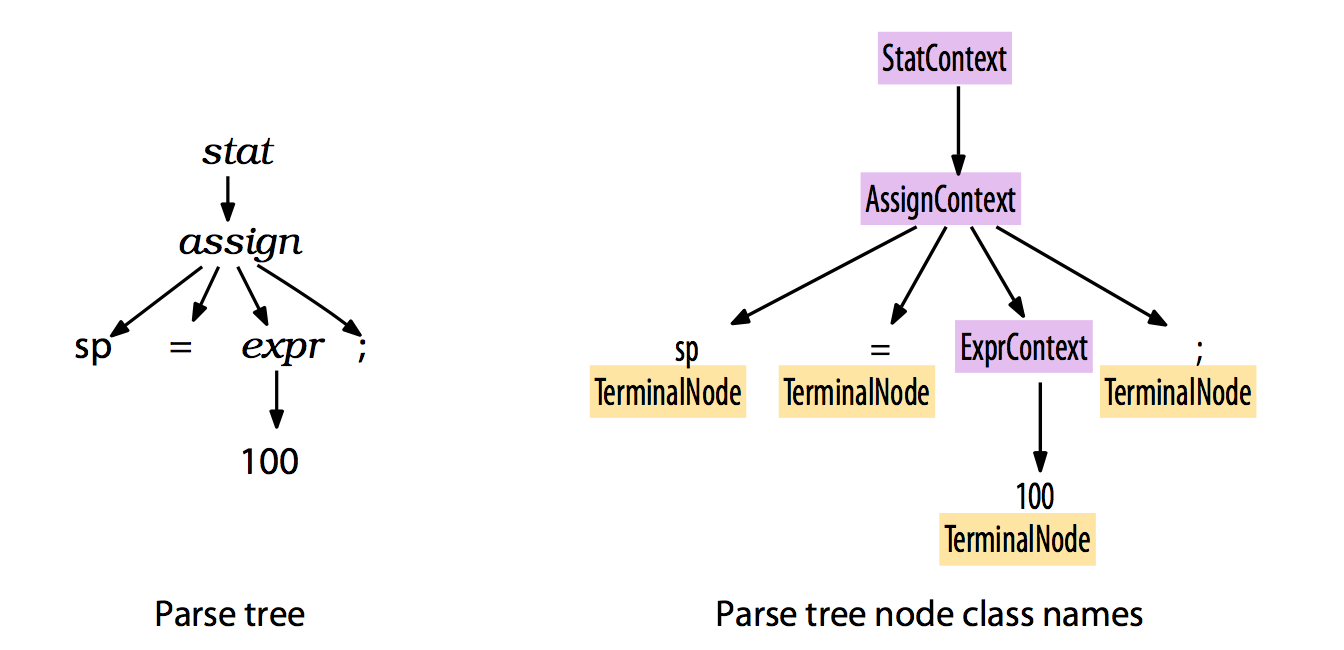 stat
assign
sp = expr ;
100
Parse tree
StatContext
AssignContext
sp = ExprContext ;
TerminalNode TerminalNode TerminalNode
100
TerminalNode
Parse tree node class names